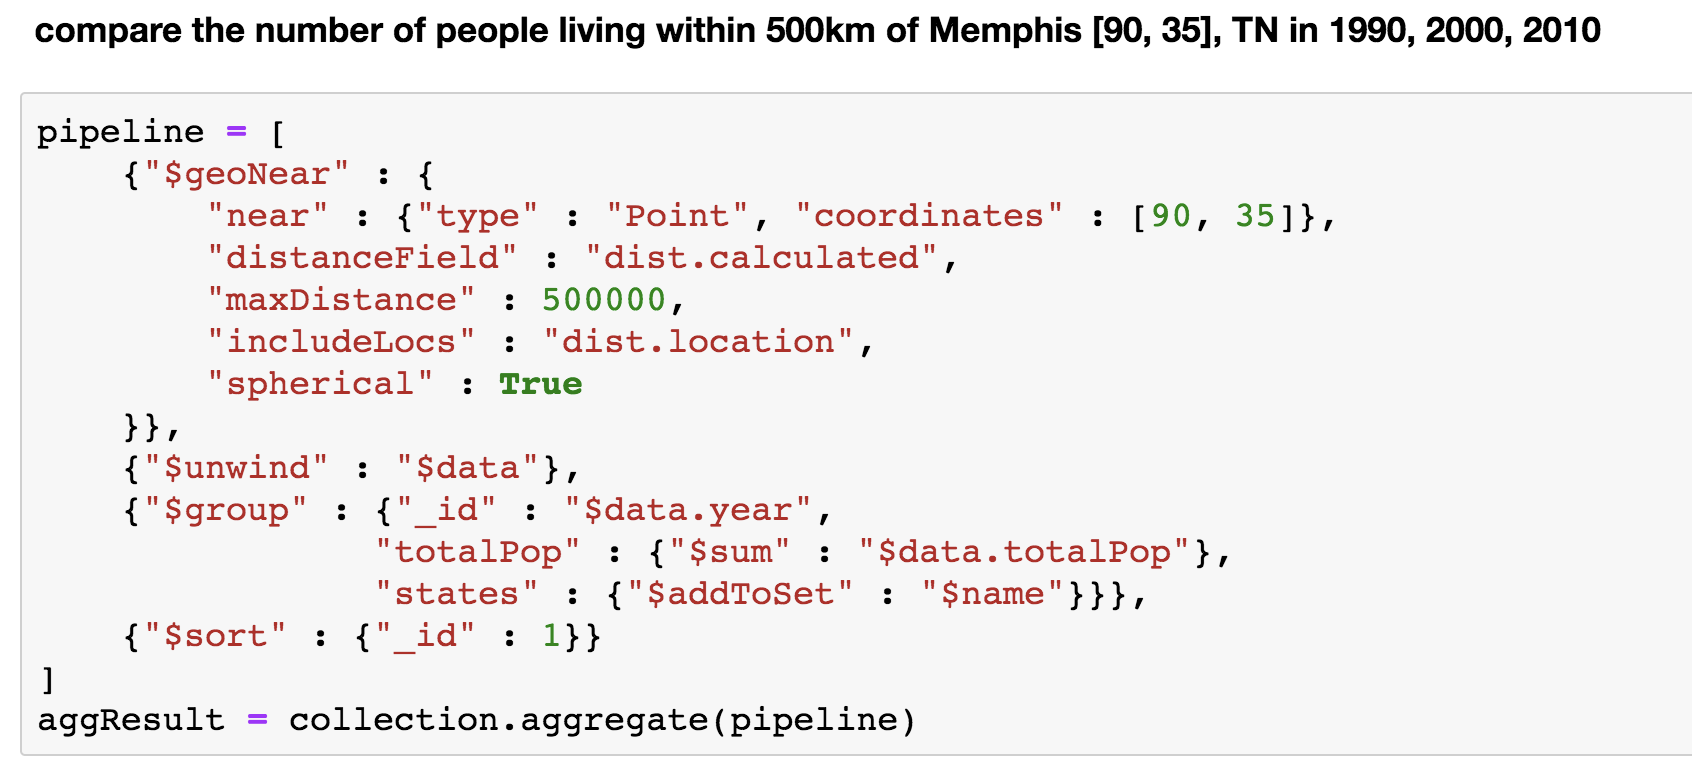 compare the number of people living within 500km of Memphis [90, 35], TN in 1990, 2000, 2010
pipeline = [
    {"$geoNear" : {
        "near" : {"type" : "Point", "coordinates" : [90, 35]},
        "distanceField" : "dist.calculated",
        "maxDistance" : 500000,
        "includeLocs" : "dist.location",
        "spherical" : True
    }},
    {"$unwind" : "$data"},
    {"$group" : {"_id" : "$data.year",
                "totalPop" : {"$sum" : "$data.totalPop"},
                "states" : {"$addToSet" : "$name"}}},
    {"$sort" : {"_id" : 1}}
]
aggResult = collection.aggregate(pipeline)